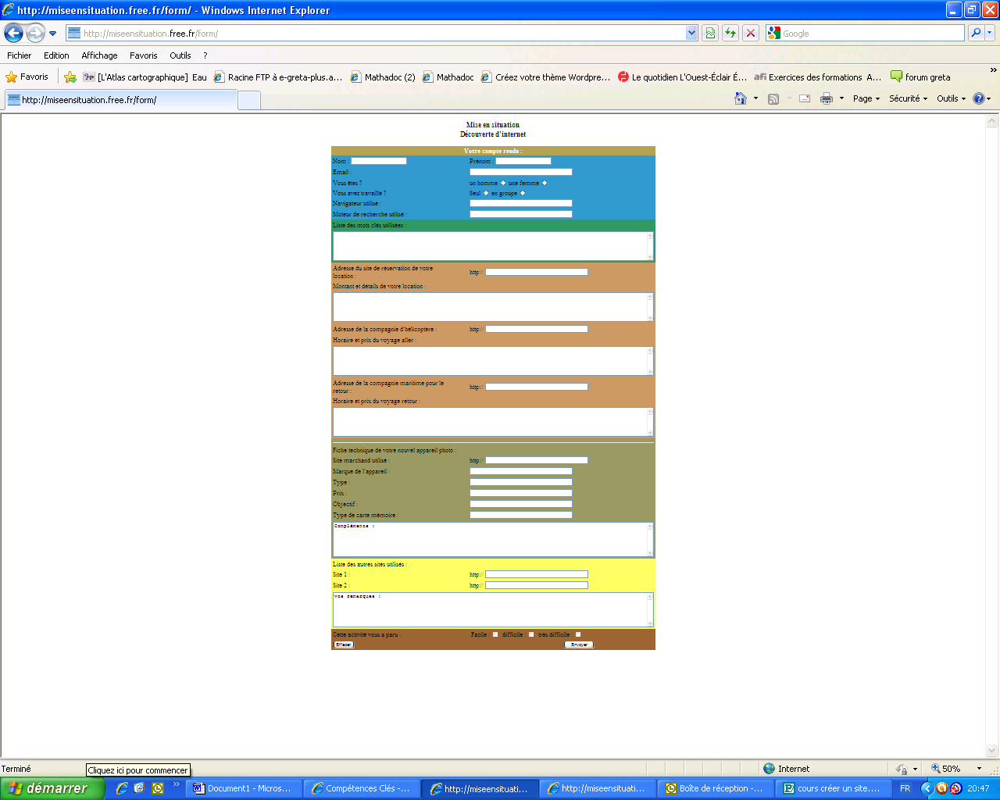 http://miseensituation.free.fr/form/ - Windows Internet Explorer
http://miseensituation.free.fr/form/
Google
Fichier Edition Affichage Favoris Outils ?
Favoris [L'Atlas cartographique] Eau Racine FTP à e-greta-plus.a... Mathadoc (2) Mathadoc Créez votre thème Wordpre... Le quotidien L'Ouest-Éclair É... afi Exercices des formations A... forum greta »
http://miseensituation.free.fr/form/
Page Sécurité Outils
Mise en situation
Découverte d'internet
Votre compte rendu :
Nom : Prénom :
Email :
Vous êtes ? un homme une femme
Vous avez travaillé ? Seul en groupe
Navigateur utilisé :
Moteur de recherche utilisé :
Liste des mots clés utilisées :
Adresse du site de réservation de votre
location : http://
Montant et détails de votre location :
Adresse de la compagnie d'hélicoptère : http://
Horaire et prix du voyage aller :
Adresse de la compagnie maritime pour le
retour : http://
Horaire et prix du voyage retour :
Fiche technique de votre nouvel appareil photo :
Site marchand utilisé : http://
Marque de l'appareil :
Type :
Prix :
Objectif :
Type de carte mémoire :
Compléments :
Liste des autres sites utilisés :
Site 1 : http://
Site 2 : http://
vos remarques :
Cette activité vous a paru : Facile : difficile : très difficile :
Effacer Envoyer
Terminé Internet 50%
Cliquez ici pour commencer
démarrer » Document1 - Micros... Compétences Clés -... http://miseensituati... http://miseensituati... Boîte de réception -... cours créer un site.... FR 20:47